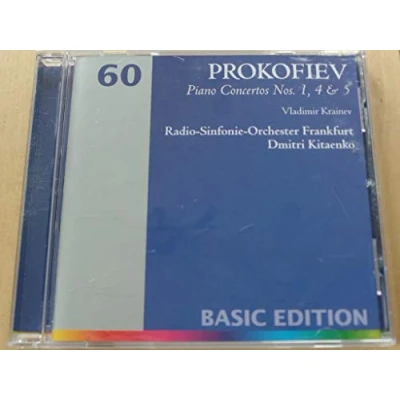 60
PROKOFIEV
Piano Concertos Nos. 1, 4 & 5
Vladimir Krainev
Radio-Sinfonie-Orchester Frankfurt
Dmitri Kitaenko
BASIC EDITION